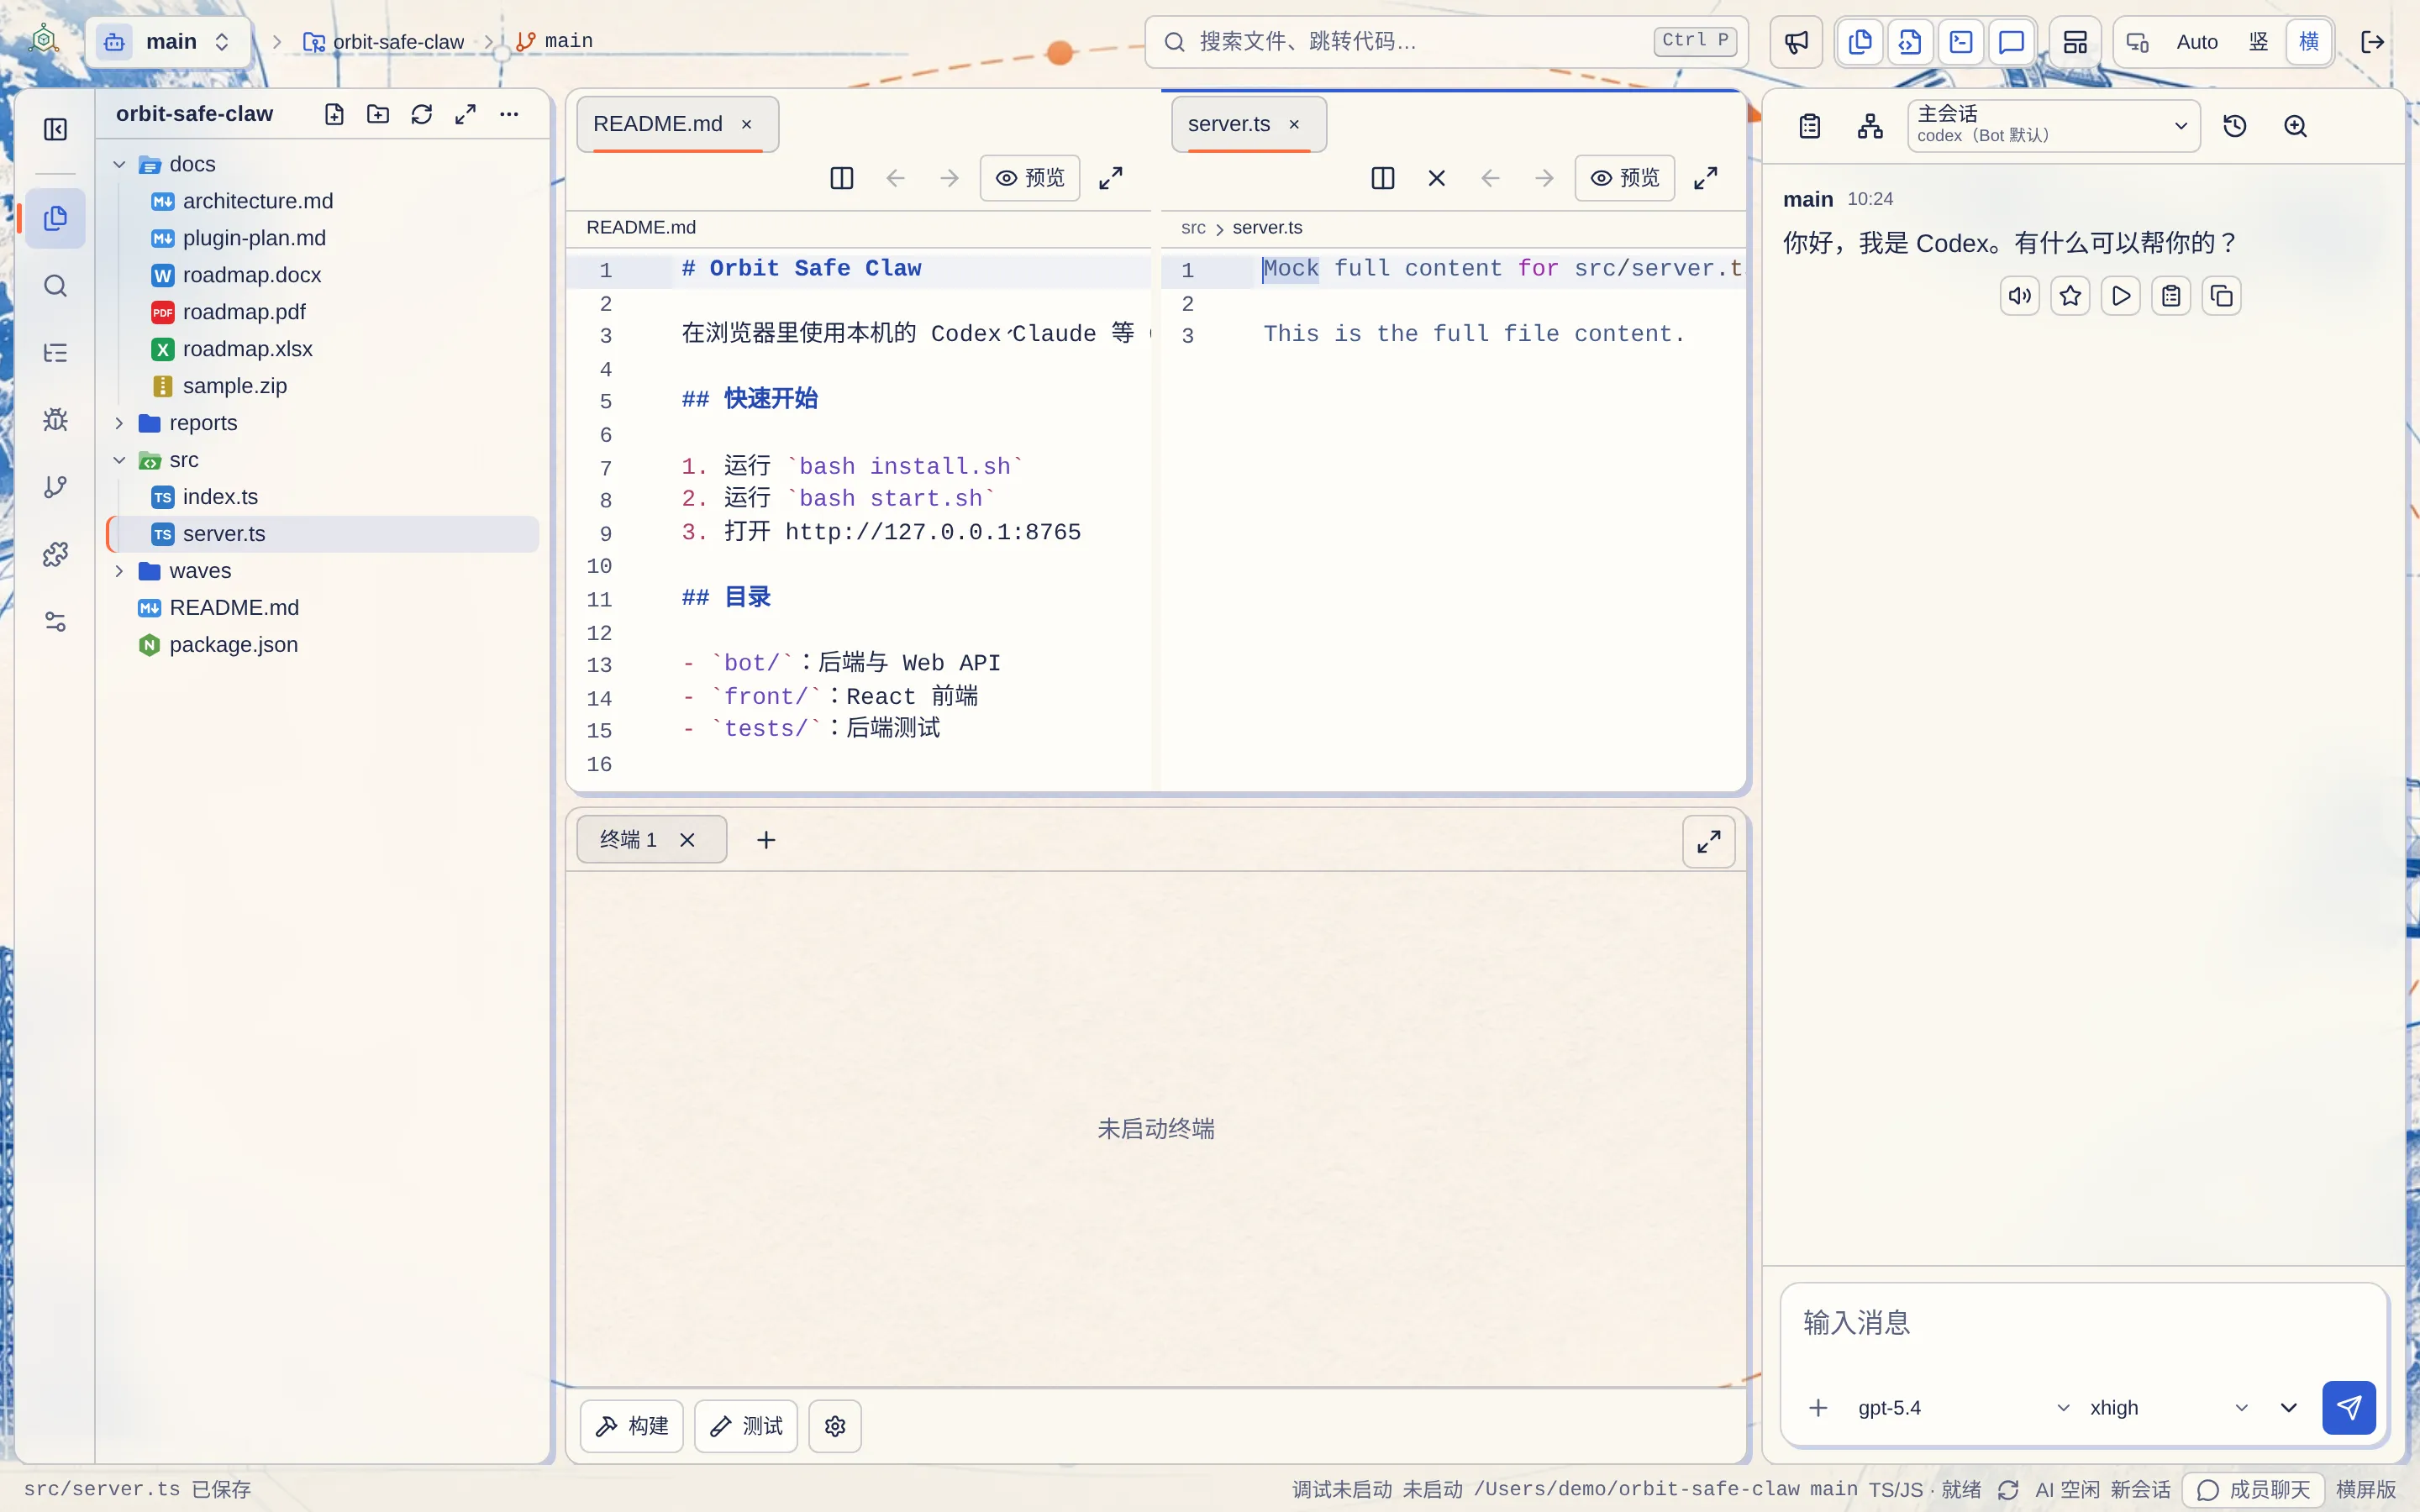 main
orbit-safe-claw
main
搜索文件、跳转代码…
Ctrl P
Auto
竖
横
orbit-safe-claw
docs
architecture.md
plugin-plan.md
roadmap.docx
roadmap.pdf
roadmap.xlsx
sample.zip
reports
src
index.ts
server.ts
waves
README.md
package.json
README.md
预览
README.md
1 # Orbit Safe Claw
2
3 在浏览器里使用本机的 Codex、Claude 等
4
5 ## 快速开始
6
7 1. 运行 `bash install.sh`
8 2. 运行 `bash start.sh`
9 3. 打开 http://127.0.0.1:8765
10
11 ## 目录
12
13 - `bot/`：后端与 Web API
14 - `front/`：React 前端
15 - `tests/`：后端测试
16
server.ts
预览
src server.ts
1 Mock full content for src/server.t
2
3 This is the full file content.
终端 1
未启动终端
构建
测试
主会话
codex（Bot 默认）
main 10:24
你好，我是 Codex。有什么可以帮你的？
输入消息
gpt-5.4
xhigh
src/server.ts 已保存
调试未启动 未启动 /Users/demo/orbit-safe-claw main TS/JS · 就绪 AI 空闲 新会话 成员聊天 横屏版